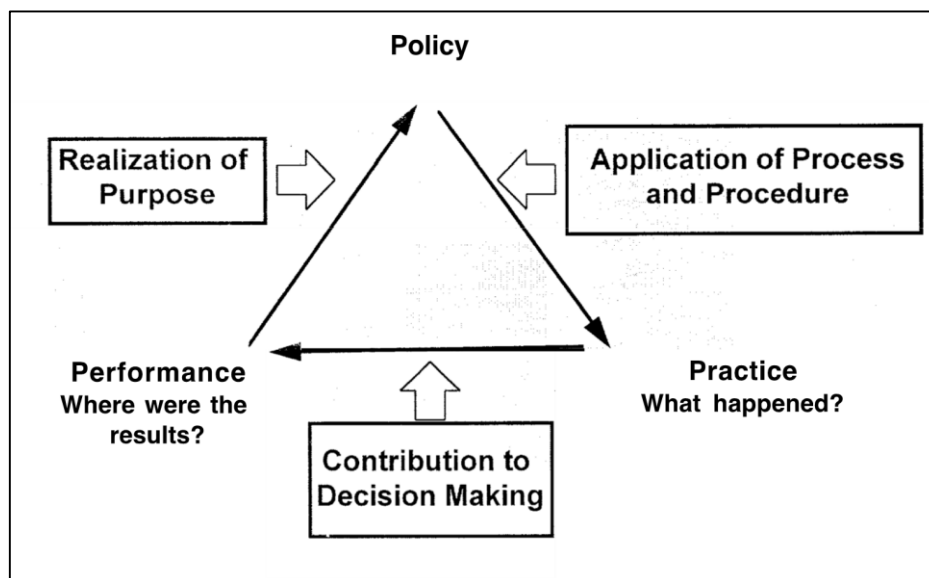 Policy
Realization of
Purpose
Application of Process
and Procedure
Performance
Where were the
results?
Practice
What happened?
Contribution to
Decision Making